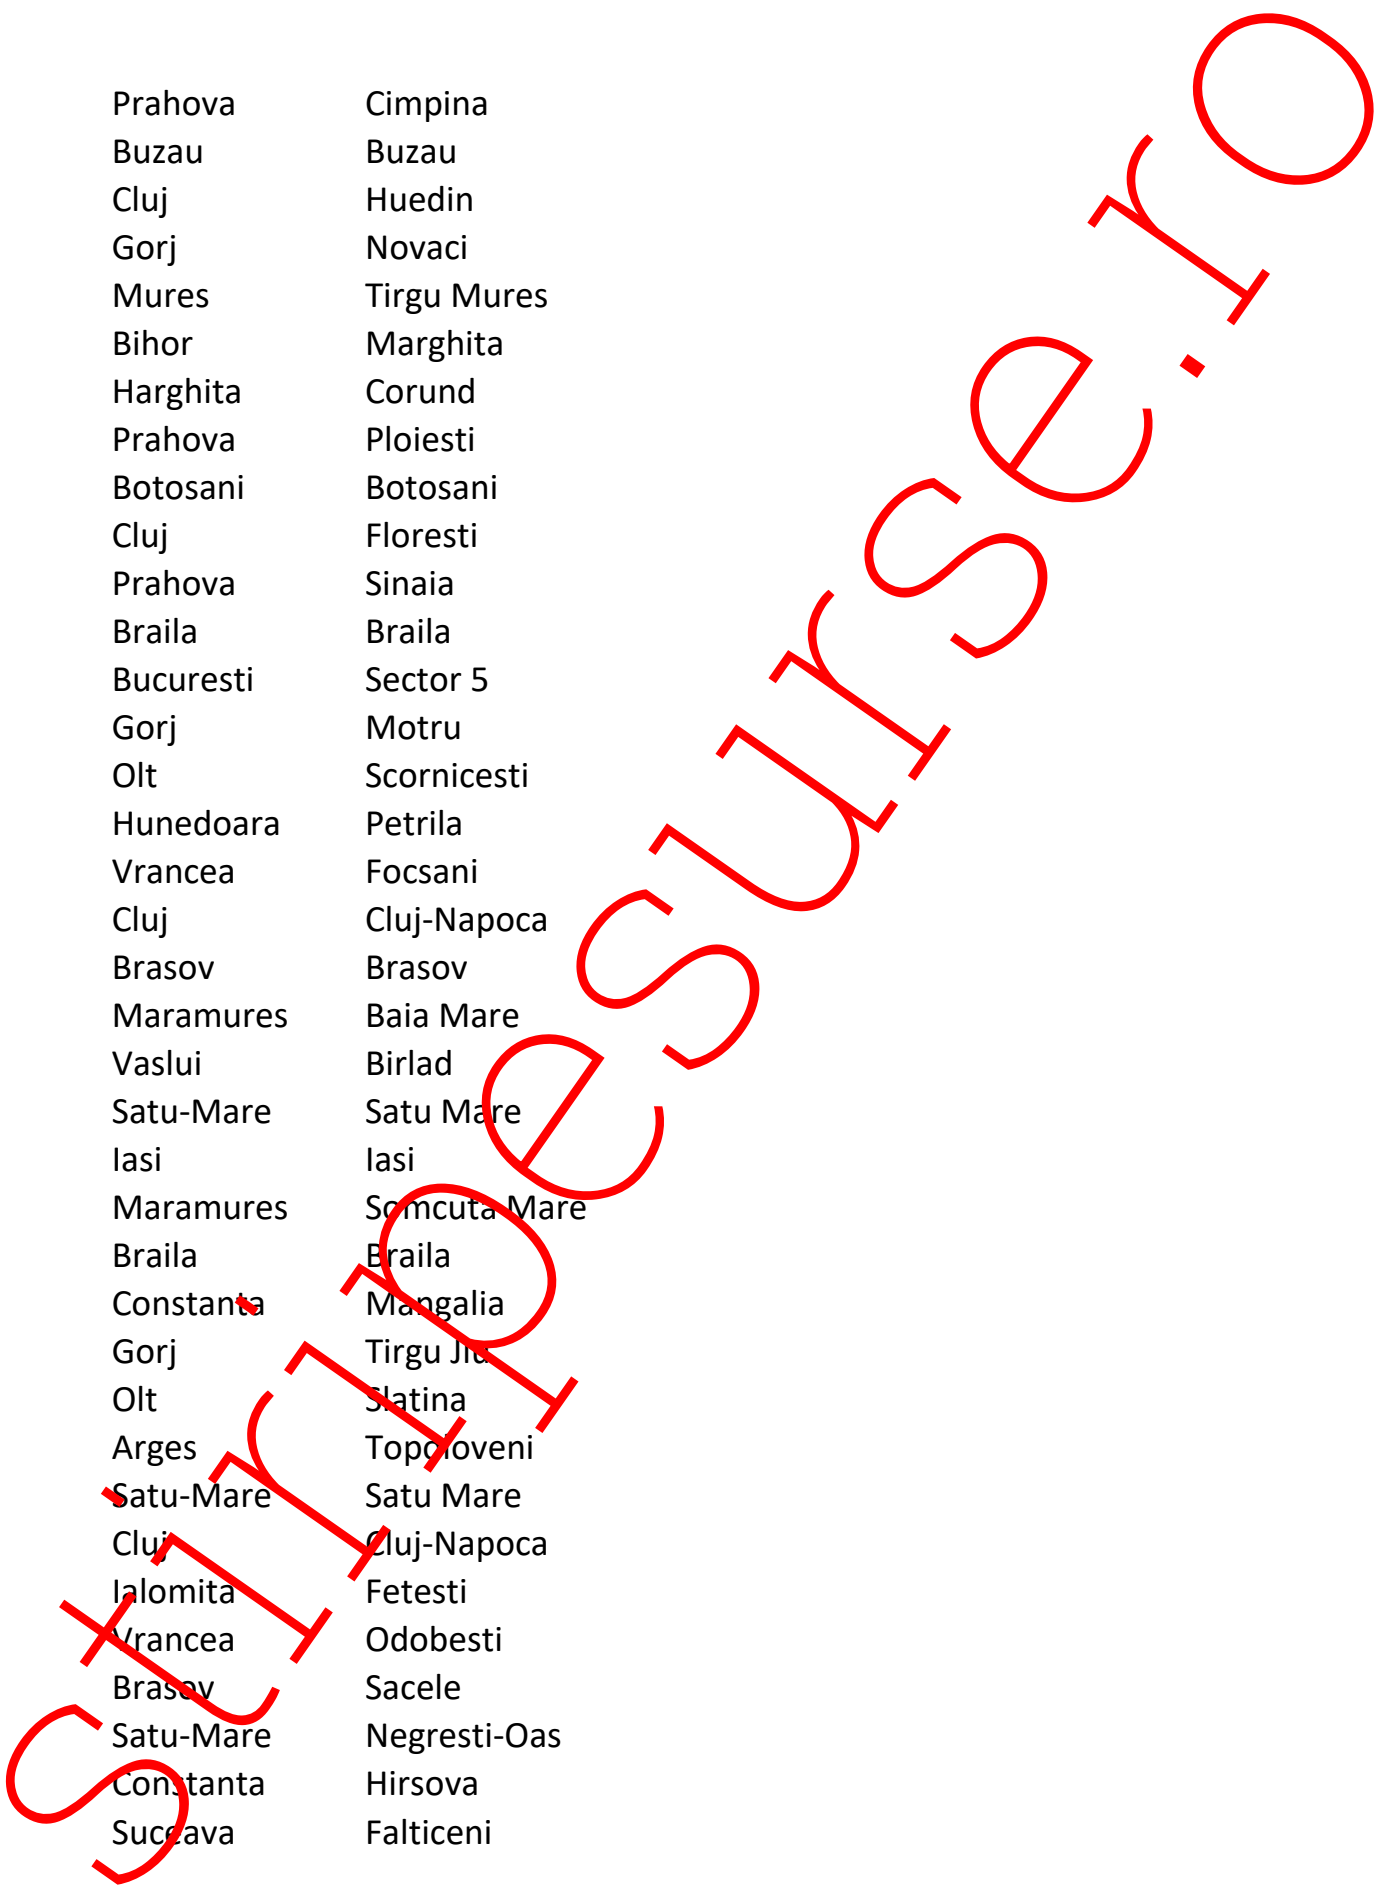 Prahova Cimpina
Buzau Buzau
Cluj Huedin
Gorj Novaci
Mures Tirgu Mures
Bihor Marghita
Harghita Corund
Prahova Ploiesti
Botosani Botosani
Cluj Floresti
Prahova Sinaia
Braila Braila
Bucuresti Sector 5
Gorj Motru
Olt Scornicesti
Hunedoara Petrila
Vrancea Focsani
Cluj Cluj-Napoca
Brasov Brasov
Maramures Baia Mare
Vaslui Birlad
Satu-Mare Satu Mare
Iasi Iasi
Maramures Somcuta Mare
Braila Braila
Constanta Mangalia
Gorj Tirgu Jiu
Olt Slatina
Arges Topoloveni
Satu-Mare Satu Mare
Cluj Cluj-Napoca
Ialomita Fetesti
Vrancea Odobesti
Brasov Sacele
Satu-Mare Negresti-Oas
Constanta Hirsova
Suceava Falticeni
stiripesurse.ro